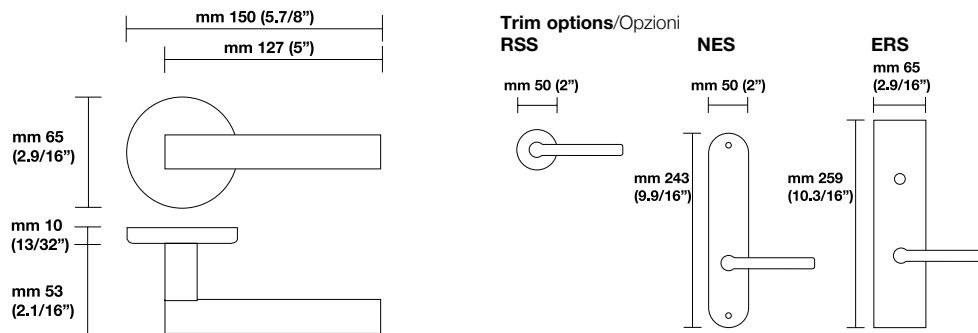 mm 150 (5.7/8”)
mm 127 (5”)
mm 65
(2.9/16”)
mm 10
(13/32”)
mm 53
(2.1/16”)
Trim options/Opzioni
RSS
mm 50 (2”)
NES
mm 50 (2”)
mm 243
(9.9/16”)
ERS
mm 65
(2.9/16”)
mm 259
(10.3/16”)